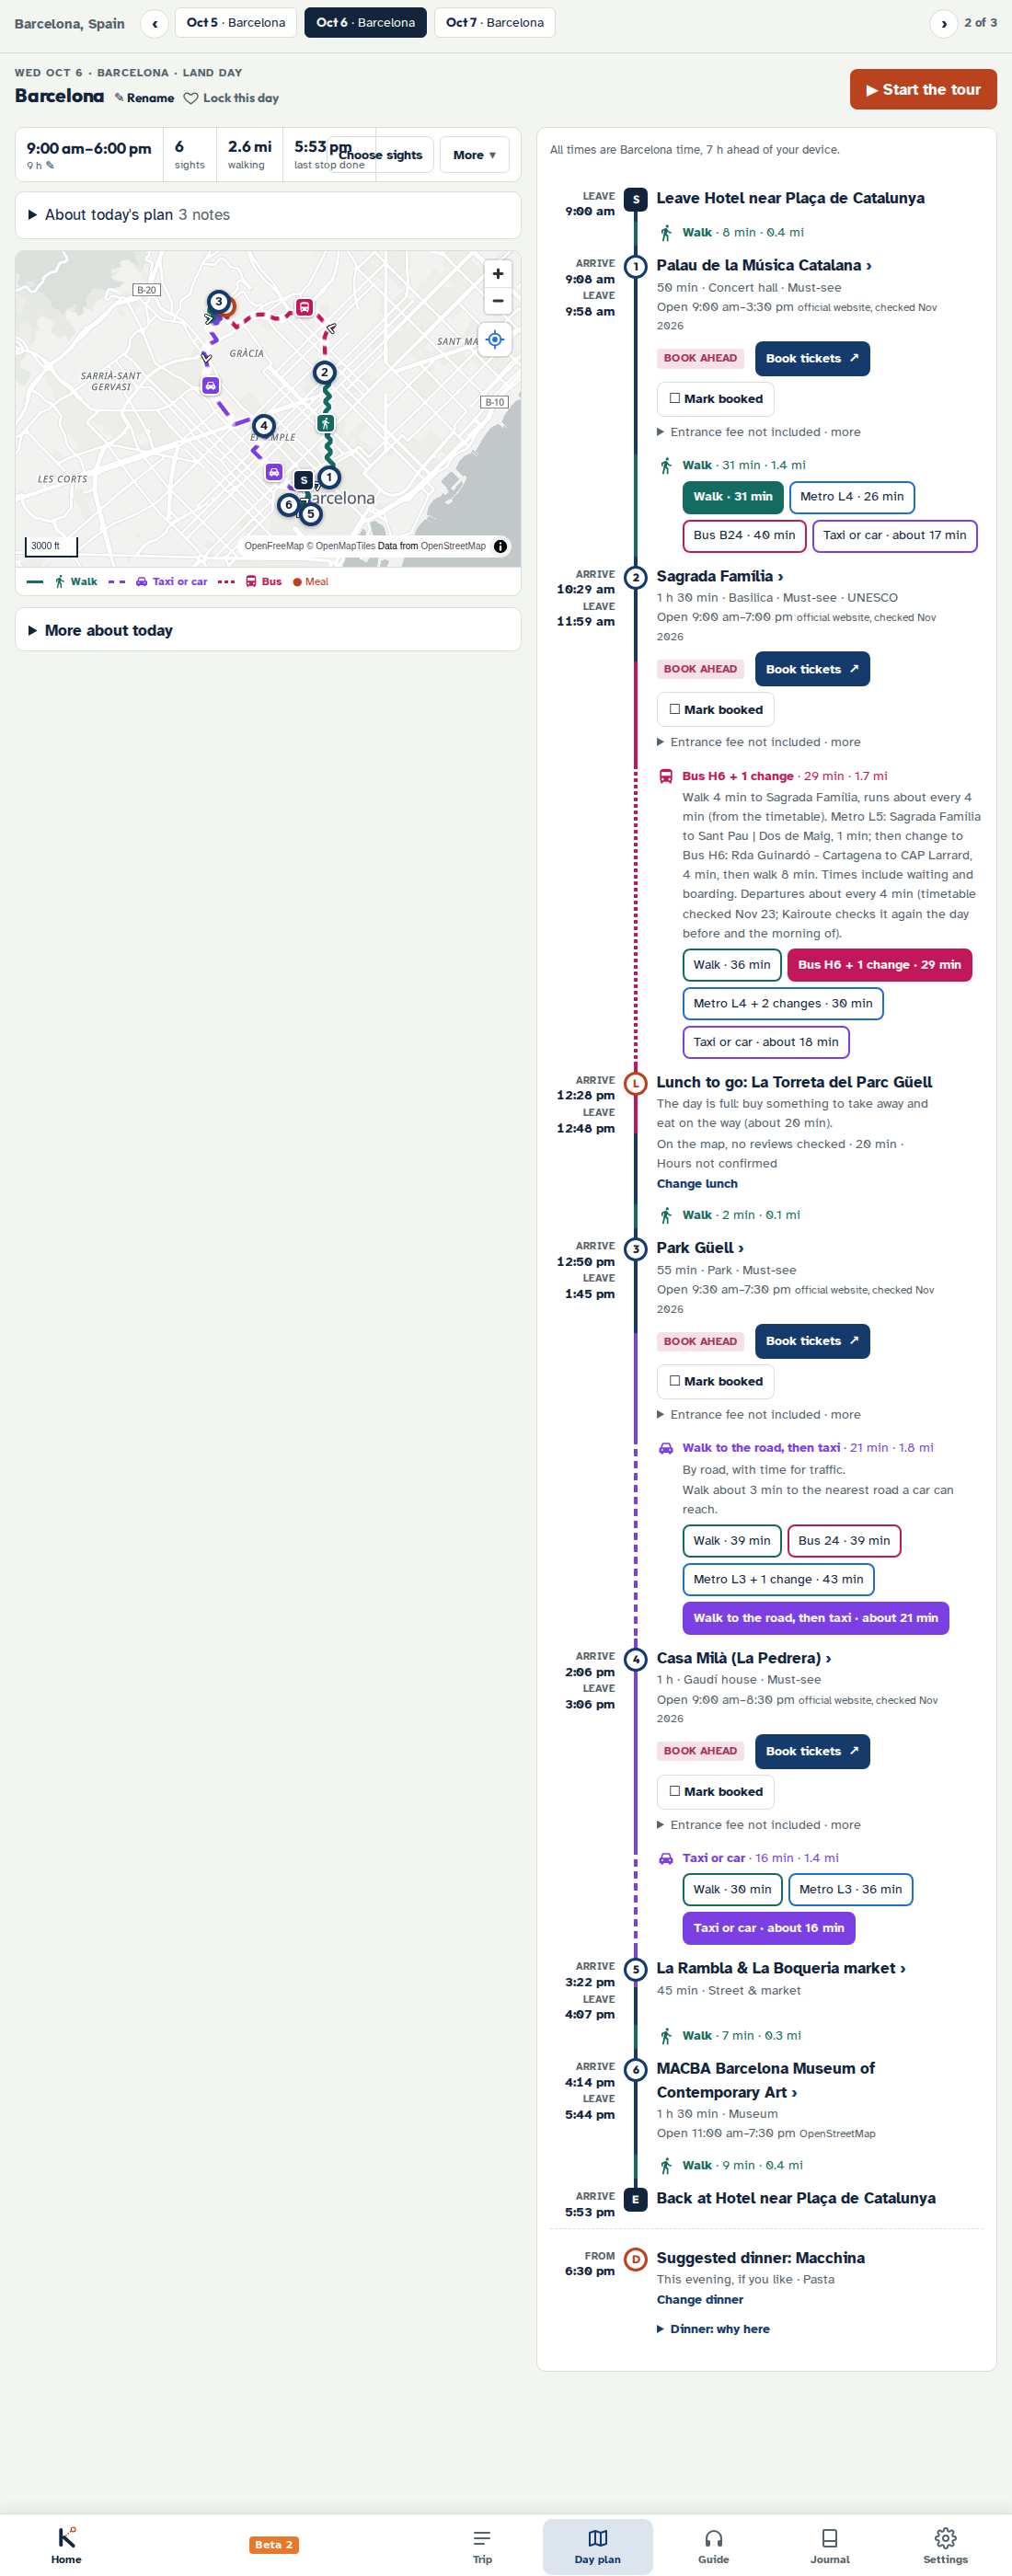 Barcelona, Spain
‹
Oct 5 · Barcelona
Oct 6 · Barcelona
Oct 7 · Barcelona
›
2 of 3
WED OCT 6 · BARCELONA · LAND DAY
Barcelona ✎ Rename ♡ Lock this day
▶ Start the tour
9:00 am–6:00 pm
9 h ✎
6
sights
2.6 mi
walking
5:53 pm
last stop done
Choose sights
More ▾
▶ About today's plan 3 notes
B-20
3
GRÀCIA
SANT MA
SARRIÀ-SANT
GERVASI
2
B-10
4
LES CORTS
S
1
arcelona
6
5
+
−
3000 ft
OpenFreeMap © OpenMapTiles Data from OpenStreetMap
Walk
Taxi or car
Bus
Meal
▶ More about today
All times are Barcelona time, 7 h ahead of your device.
LEAVE
9:00 am
S
Leave Hotel near Plaça de Catalunya
Walk · 8 min · 0.4 mi
ARRIVE
9:08 am
LEAVE
9:58 am
1
Palau de la Música Catalana ›
50 min · Concert hall · Must-see
Open 9:00 am–3:30 pm official website, checked Nov
2026
BOOK AHEAD
Book tickets ↗
☐ Mark booked
▶ Entrance fee not included · more
Walk · 31 min · 1.4 mi
Walk · 31 min
Metro L4 · 26 min
Bus B24 · 40 min
Taxi or car · about 17 min
ARRIVE
10:29 am
LEAVE
11:59 am
2
Sagrada Família ›
1 h 30 min · Basilica · Must-see · UNESCO
Open 9:00 am–7:00 pm official website, checked Nov
2026
BOOK AHEAD
Book tickets ↗
☐ Mark booked
▶ Entrance fee not included · more
Bus H6 + 1 change · 29 min · 1.7 mi
Walk 4 min to Sagrada Família, runs about every 4
min (from the timetable). Metro L5: Sagrada Família
to Sant Pau | Dos de Maig, 1 min; then change to
Bus H6: Rda Guinardó - Cartagena to CAP Larrard,
4 min, then walk 8 min. Times include waiting and
boarding. Departures about every 4 min (timetable
checked Nov 23; Kairoute checks it again the day
before and the morning of).
Walk · 36 min
Bus H6 + 1 change · 29 min
Metro L4 + 2 changes · 30 min
Taxi or car · about 18 min
ARRIVE
12:28 pm
LEAVE
12:48 pm
L
Lunch to go: La Torreta del Parc Güell
The day is full: buy something to take away and
eat on the way (about 20 min).
On the map, no reviews checked · 20 min ·
Hours not confirmed
Change lunch
Walk · 2 min · 0.1 mi
ARRIVE
12:50 pm
LEAVE
1:45 pm
3
Park Güell ›
55 min · Park · Must-see
Open 9:30 am–7:30 pm official website, checked Nov
2026
BOOK AHEAD
Book tickets ↗
☐ Mark booked
▶ Entrance fee not included · more
Walk to the road, then taxi · 21 min · 1.8 mi
By road, with time for traffic.
Walk about 3 min to the nearest road a car can
reach.
Walk · 39 min
Bus 24 · 39 min
Metro L3 + 1 change · 43 min
Walk to the road, then taxi · about 21 min
ARRIVE
2:06 pm
LEAVE
3:06 pm
4
Casa Milà (La Pedrera) ›
1 h · Gaudí house · Must-see
Open 9:00 am–8:30 pm official website, checked Nov
2026
BOOK AHEAD
Book tickets ↗
☐ Mark booked
▶ Entrance fee not included · more
Taxi or car · 16 min · 1.4 mi
Walk · 30 min
Metro L3 · 36 min
Taxi or car · about 16 min
ARRIVE
3:22 pm
LEAVE
4:07 pm
5
La Rambla & La Boqueria market ›
45 min · Street & market
Walk · 7 min · 0.3 mi
ARRIVE
4:14 pm
LEAVE
5:44 pm
6
MACBA Barcelona Museum of
Contemporary Art ›
1 h 30 min · Museum
Open 11:00 am–7:30 pm OpenStreetMap
Walk · 9 min · 0.4 mi
ARRIVE
5:53 pm
E
Back at Hotel near Plaça de Catalunya
FROM
6:30 pm
D
Suggested dinner: Macchina
This evening, if you like · Pasta
Change dinner
▶ Dinner: why here
Home
Beta 2
Trip
Day plan
Guide
Journal
Settings